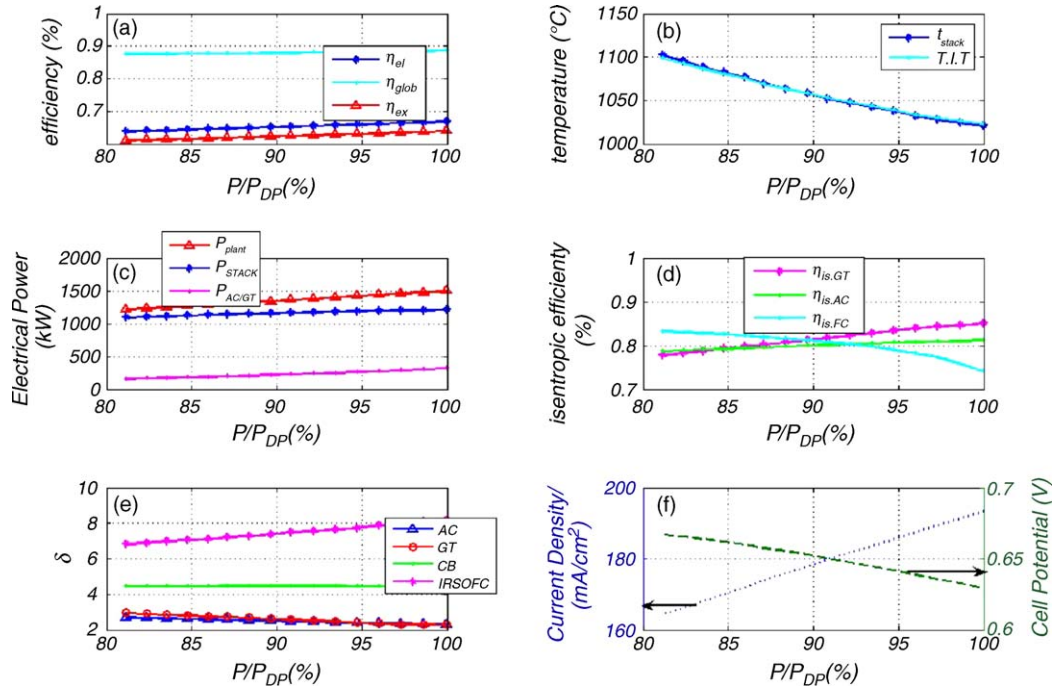 (a)
efficiency (%)
1
0.9
0.8
0.7
η_el
η_glob
η_ex
80 85 90 95 100
P/P_DP(%)
(b)
temperature (°C)
1100
1050
1000
t_stack
T.I.T
80 85 90 95 100
P/P_DP(%)
(c)
Electrical Power
(kW)
2000
1500
1000
500
0
P_plant
P_STACK
P_AC/GT
80 85 90 95 100
P/P_DP(%)
(d)
isentropic efficienty
(%)
1
0.9
0.8
0.7
η_is.GT
η_is.AC
η_is.FC
80 85 90 95 100
P/P_DP(%)
(e)
δ
10
8
6
4
2
AC
GT
CB
IRSOFC
80 85 90 95 100
P/P_DP(%)
(f)
Current Density/
(mA/cm²)
200
180
160
0.7
0.65
0.6
Cell Potential (V)
80 85 90 95 100
P/P_DP(%)